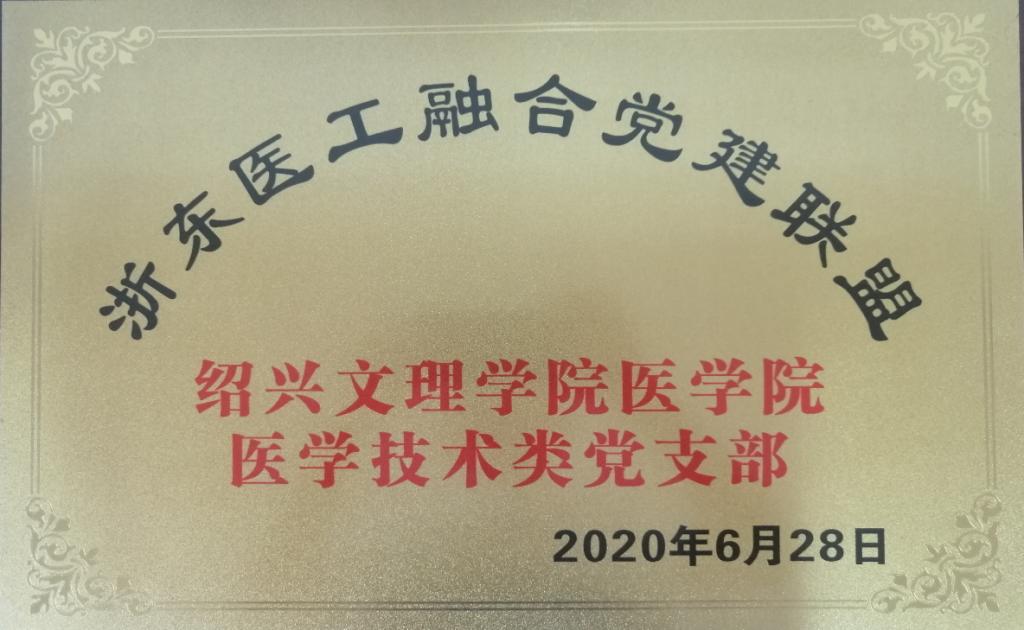 浙东医工融合党建联盟
绍兴文理学院医学院
医学技术类党支部
2020年6月28日